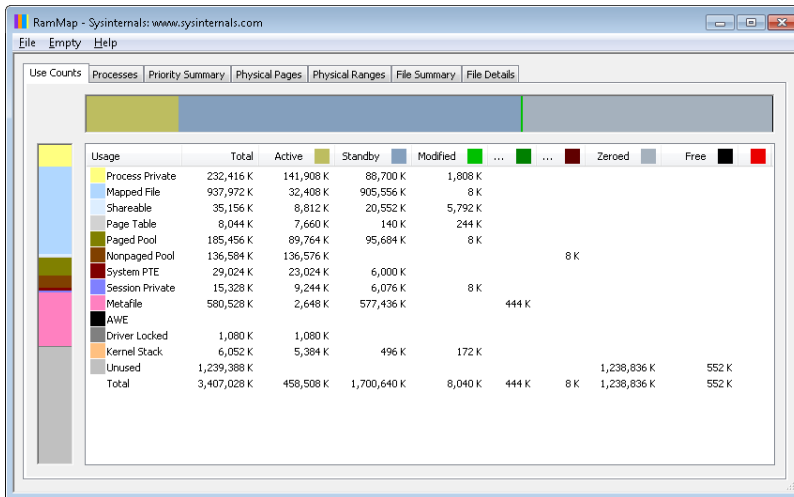 RamMap - Sysinternals: www.sysinternals.com
File Empty Help
Use Counts Processes Priority Summary Physical Pages Physical Ranges File Summary File Details
Usage Total Active Standby Modified ... ... Zeroed Free
Process Private 232,416 K 141,908 K 88,700 K 1,808 K
Mapped File 937,972 K 32,408 K 905,556 K 8 K
Shareable 35,156 K 8,812 K 20,552 K 5,792 K
Page Table 8,044 K 7,660 K 140 K 244 K
Paged Pool 185,456 K 89,764 K 95,684 K 8 K
Nonpaged Pool 136,584 K 136,576 K 8 K
System PTE 29,024 K 23,024 K 6,000 K
Session Private 15,328 K 9,244 K 6,076 K 8 K
Metafile 580,528 K 2,648 K 577,436 K 444 K
AWE
Driver Locked 1,080 K 1,080 K
Kernel Stack 6,052 K 5,384 K 496 K 172 K
Unused 1,239,388 K 1,238,836 K 552 K
Total 3,407,028 K 458,508 K 1,700,640 K 8,040 K 444 K 8 K 1,238,836 K 552 K